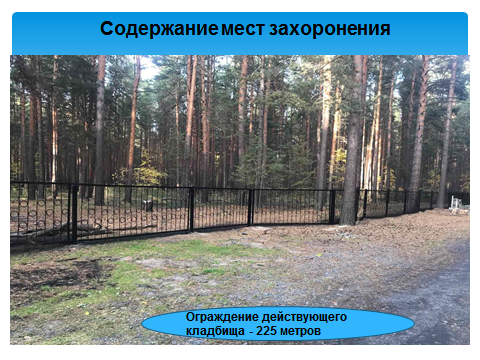 Содержание мест захоронения
Ограждение действующего
кладбища - 225 метров